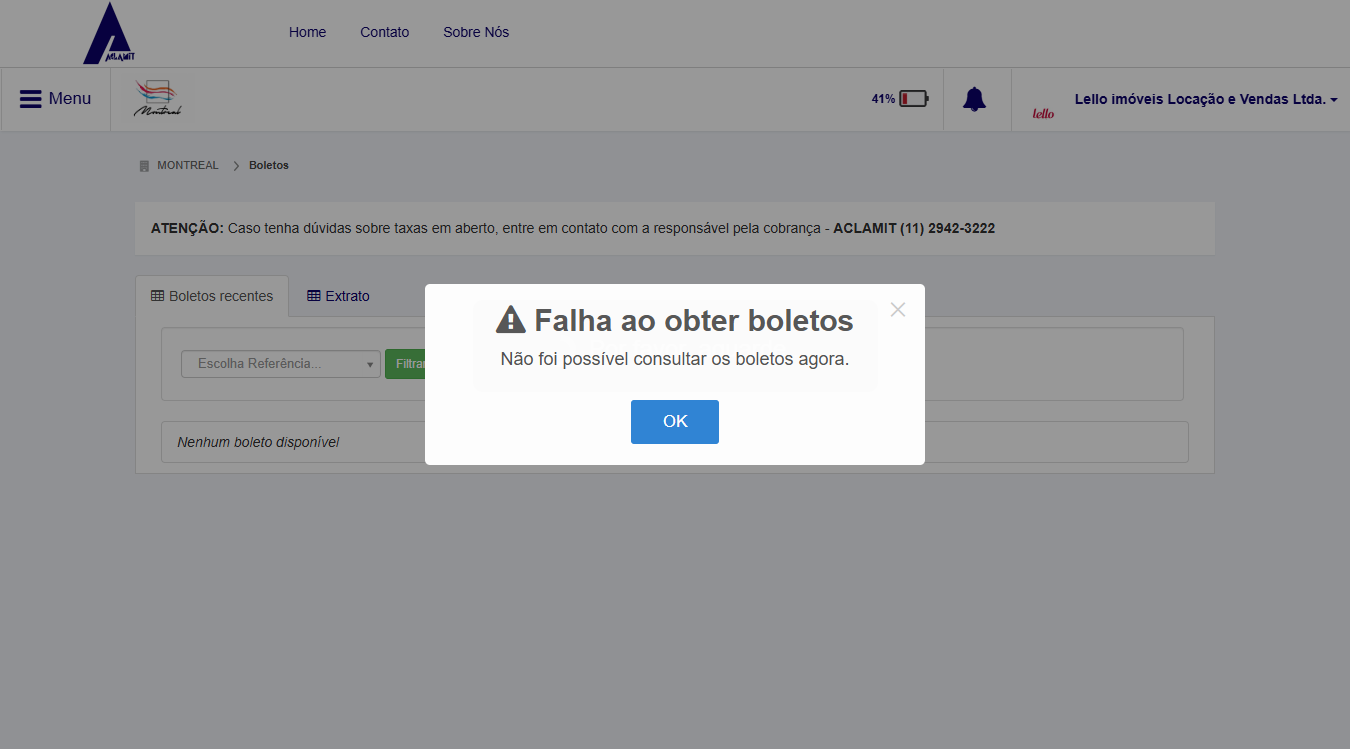 ACLAMIT
Home
Contato
Sobre Nós
Menu
Montreal
41%
lello
Lello imóveis Locação e Vendas Ltda.
MONTREAL
Boletos
ATENÇÃO: Caso tenha dúvidas sobre taxas em aberto, entre em contato com a responsável pela cobrança - ACLAMIT (11) 2942-3222
Boletos recentes
Extrato
Falha ao obter boletos
Não foi possível consultar os boletos agora.
OK
Escolha Referência...
Filtrar
Nenhum boleto disponível